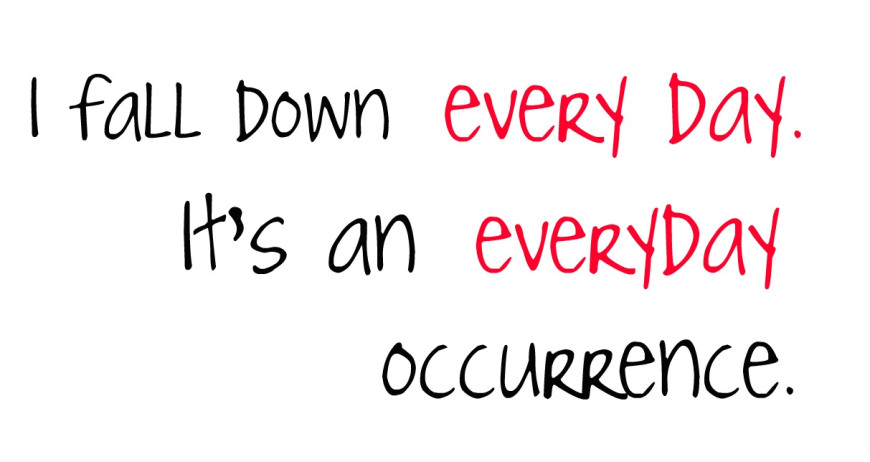 I fall down every day.
It's an everyday
occurrence.